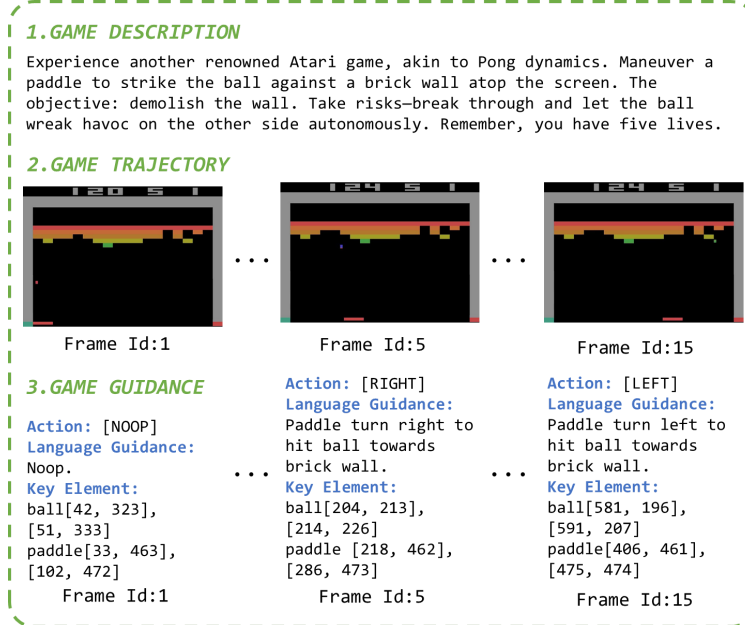 1.GAME DESCRIPTION
Experience another renowned Atari game, akin to Pong dynamics. Maneuver a
paddle to strike the ball against a brick wall atop the screen. The
objective: demolish the wall. Take risks—break through and let the ball
wreak havoc on the other side autonomously. Remember, you have five lives.
2.GAME TRAJECTORY
120 5 1
124 5 1
124 5 1
... ...
Frame Id:1
Frame Id:5
Frame Id:15
3.GAME GUIDANCE
Action: [NOOP]
Language Guidance:
Noop.
Key Element:
ball[42, 323],
[51, 333]
paddle[33, 463],
[102, 472]
Frame Id:1
...
Action: [RIGHT]
Language Guidance:
Paddle turn right to
hit ball towards
brick wall.
Key Element:
ball[204, 213],
[214, 226]
paddle [218, 462],
[286, 473]
Frame Id:5
...
Action: [LEFT]
Language Guidance:
Paddle turn left to
hit ball towards
brick wall.
Key Element:
ball[581, 196],
[591, 207]
paddle[406, 461],
[475, 474]
Frame Id:15